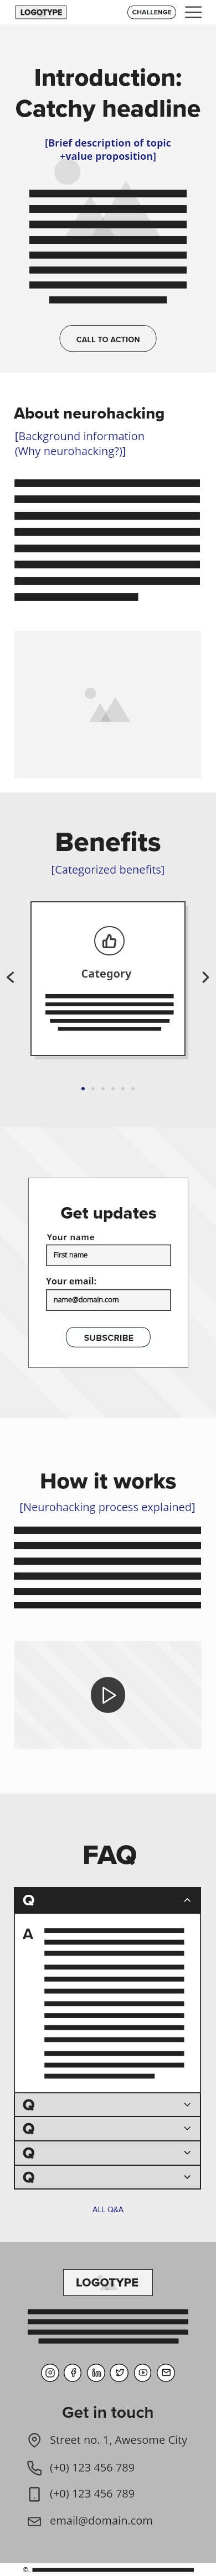 LOGOTYPE
CHALLENGE
Introduction:
Catchy headline
[Brief description of topic
+value proposition]
CALL TO ACTION
About neurohacking
[Background information
(Why neurohacking?)]
Benefits
[Categorized benefits]
Category
Get updates
Your name
First name
Your email:
name@domain.com
SUBSCRIBE
How it works
[Neurohacking process explained]
FAQ
Q
A
Q
Q
Q
Q
ALL Q&A
LOGOTYPE
Get in touch
Street no. 1, Awesome City
(+0) 123 456 789
(+0) 123 456 789
email@domain.com
©.